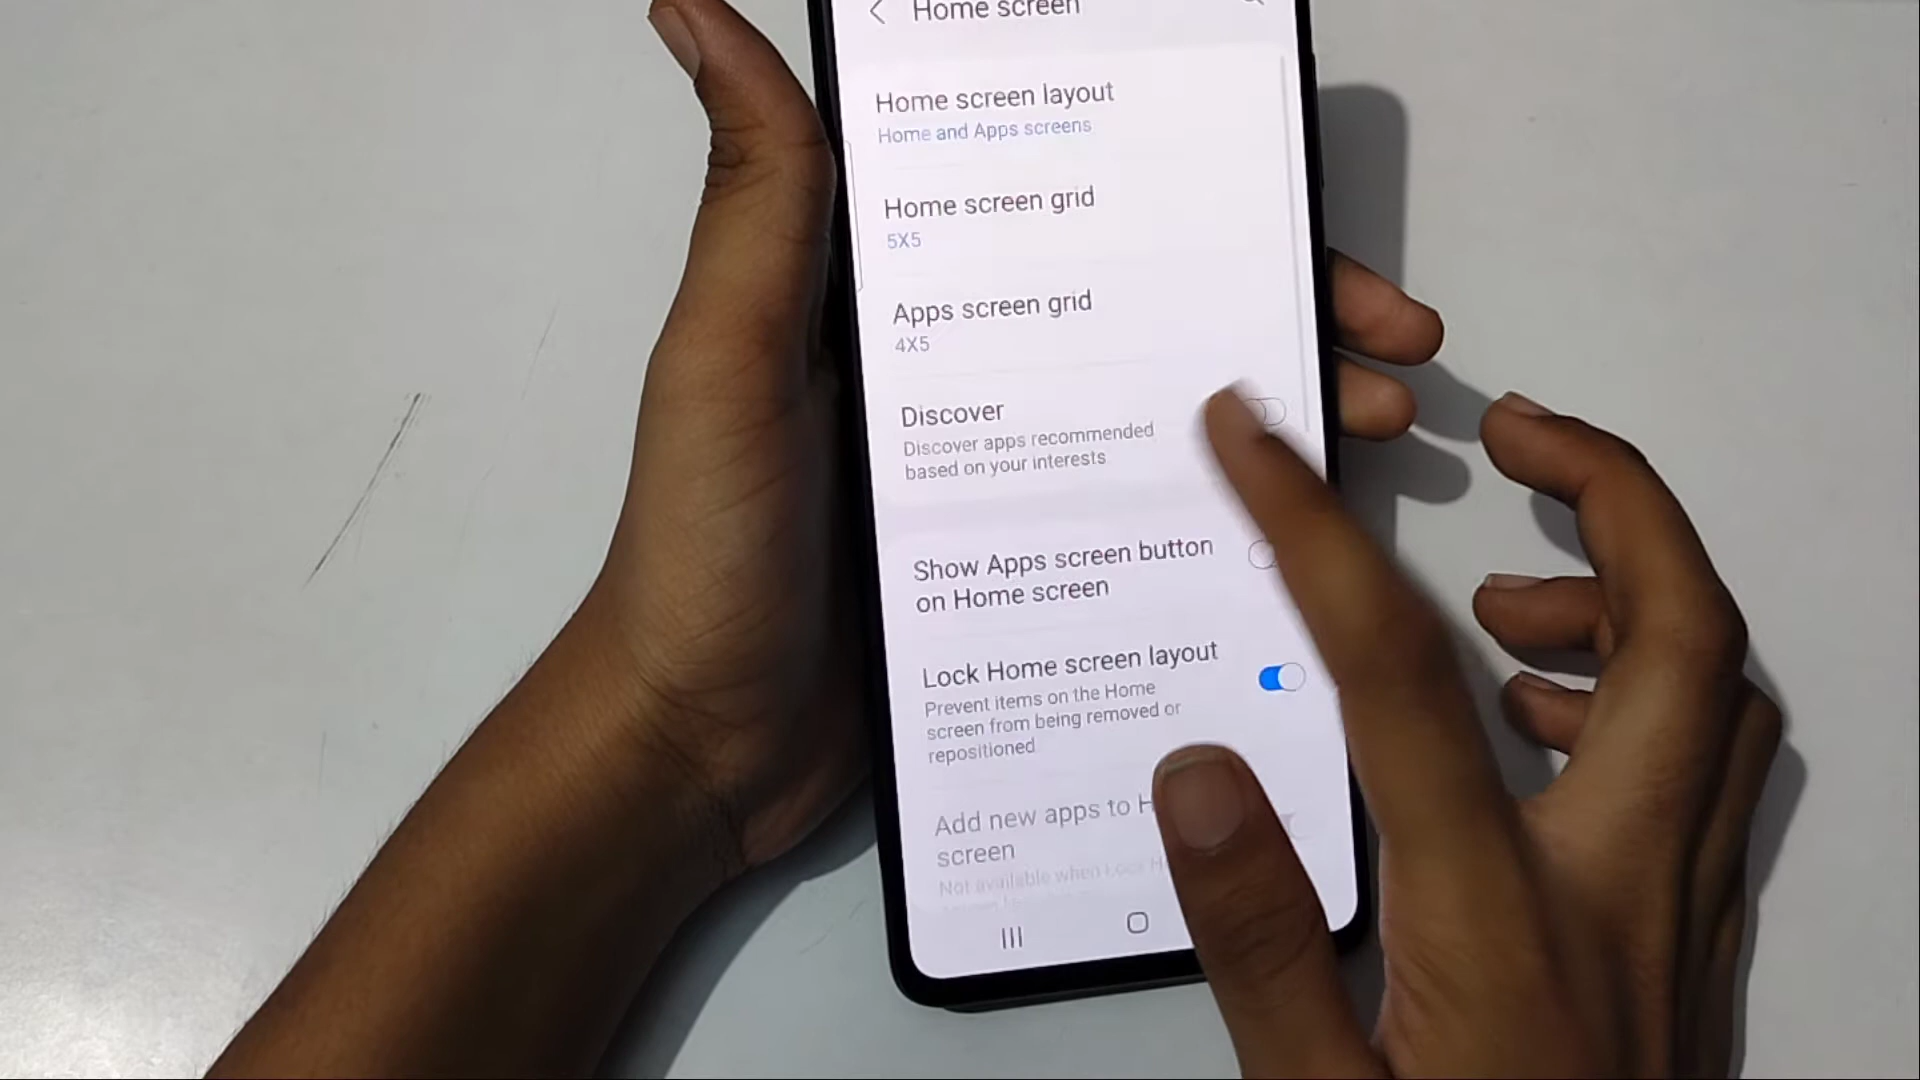 Home screen
Home screen layout
Home and Apps screens
Home screen grid
5X5
Apps screen grid
4X5
Discover
Discover apps recommended
based on your interests
Show Apps screen button
on Home screen
Lock Home screen layout
Prevent items on the Home
screen from being removed or
repositioned
Add new apps to
screen
Not available when Lock